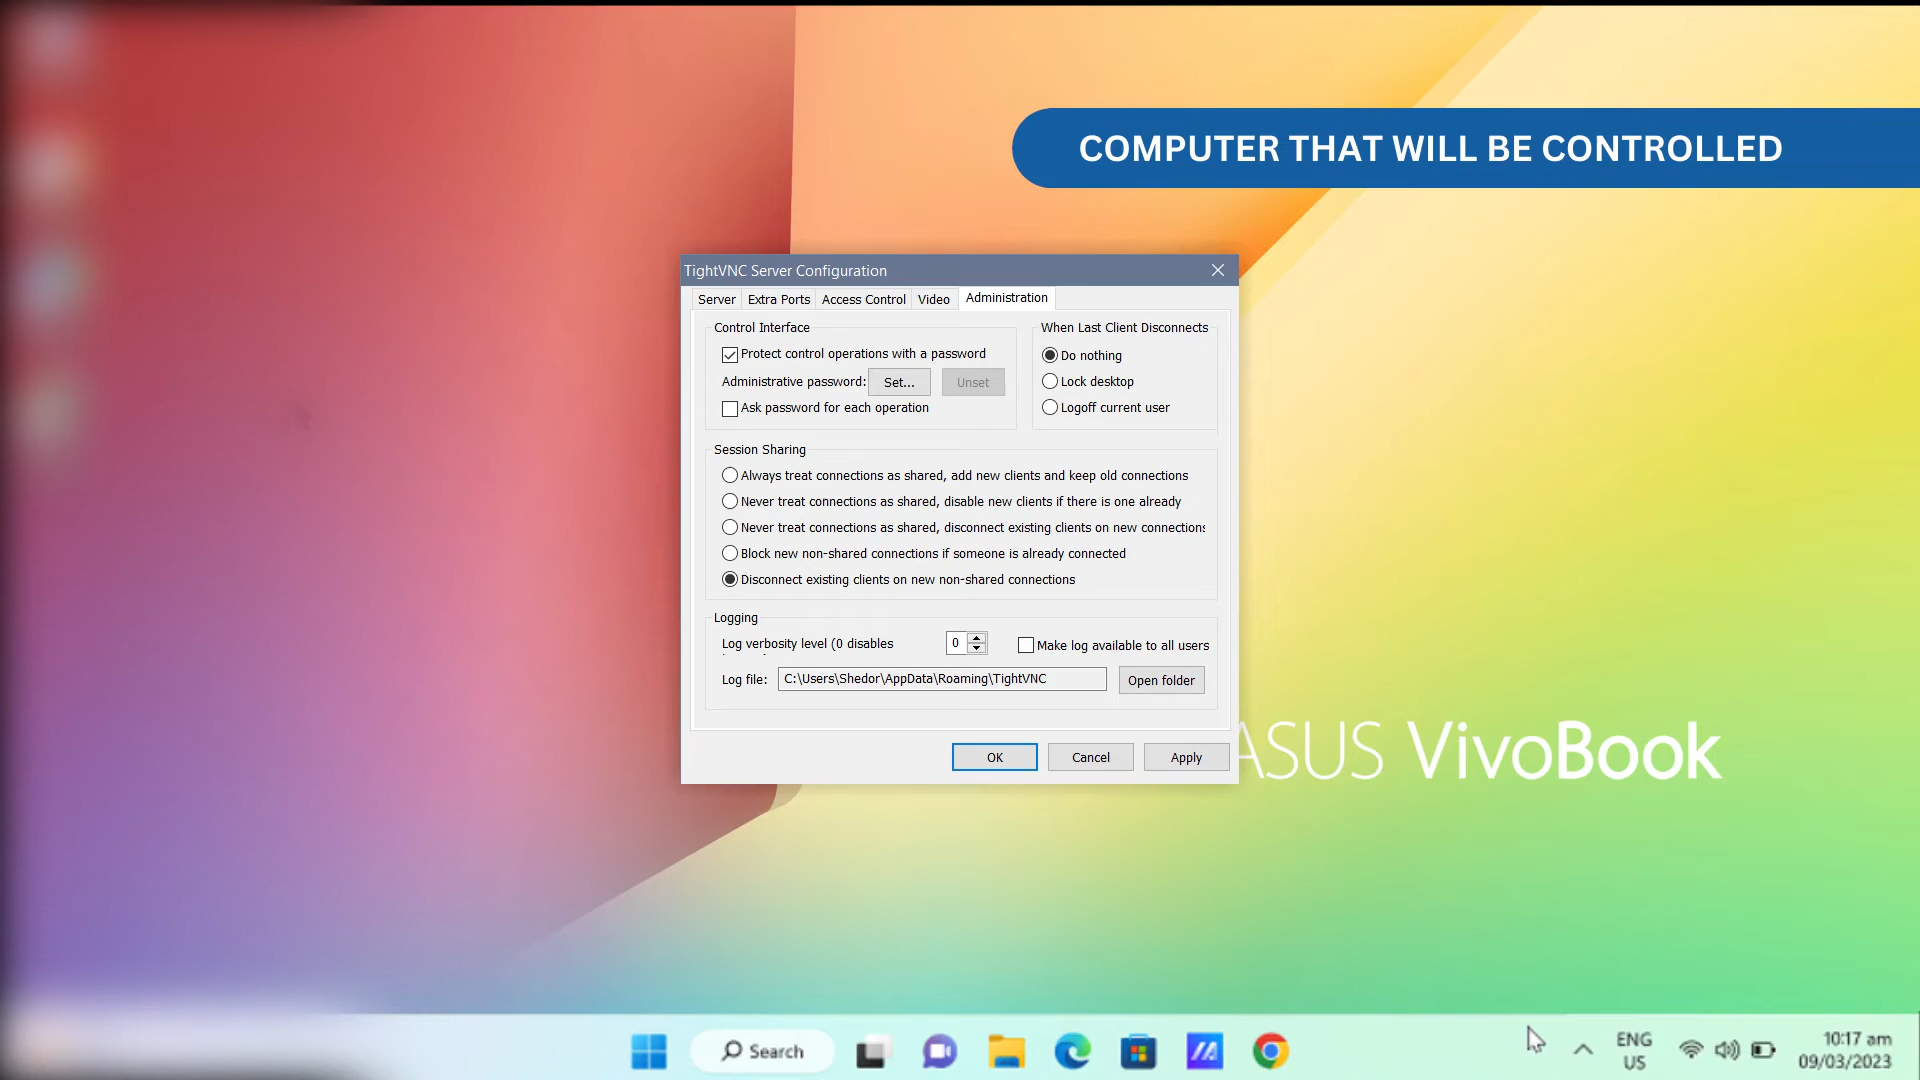 COMPUTER THAT WILL BE CONTROLLED
TightVNC Server Configuration
Server Extra Ports Access Control Video Administration
Control Interface
Protect control operations with a password
Administrative password: Set... Unset
Ask password for each operation
When Last Client Disconnects
Do nothing
Lock desktop
Logoff current user
Session Sharing
Always treat connections as shared, add new clients and keep old connections
Never treat connections as shared, disable new clients if there is one already
Never treat connections as shared, disconnect existing clients on new connections
Block new non-shared connections if someone is already connected
Disconnect existing clients on new non-shared connections
Logging
Log verbosity level (0 disables 0 Make log available to all users
Log file: C:\Users\Shedor\AppData\Roaming\TightVNC Open folder
OK Cancel Apply
ASUS VivoBook
Search
ENG
US
10:17 am
09/03/2023